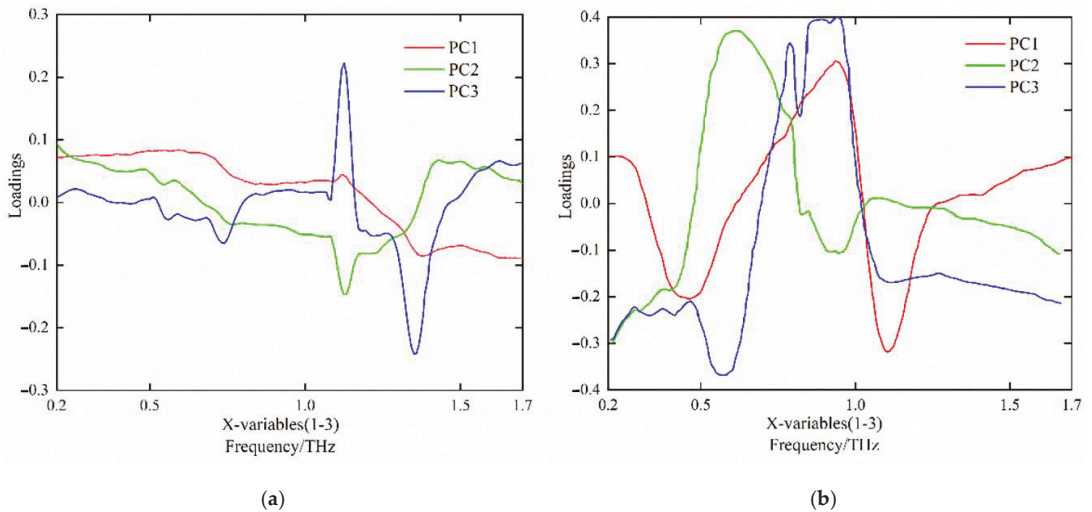 0.3
0.2
0.1
0.0
−0.1
−0.2
−0.3
Loadings
PC1
PC2
PC3
0.2
0.5
1.0
1.5
1.7
X-variables(1-3)
Frequency/THz
(a)
0.4
0.3
0.2
0.1
0.0
−0.1
−0.2
−0.3
−0.4
Loadings
PC1
PC2
PC3
0.2
0.5
1.0
1.5
1.7
X-variables(1-3)
Frequency/THz
(b)